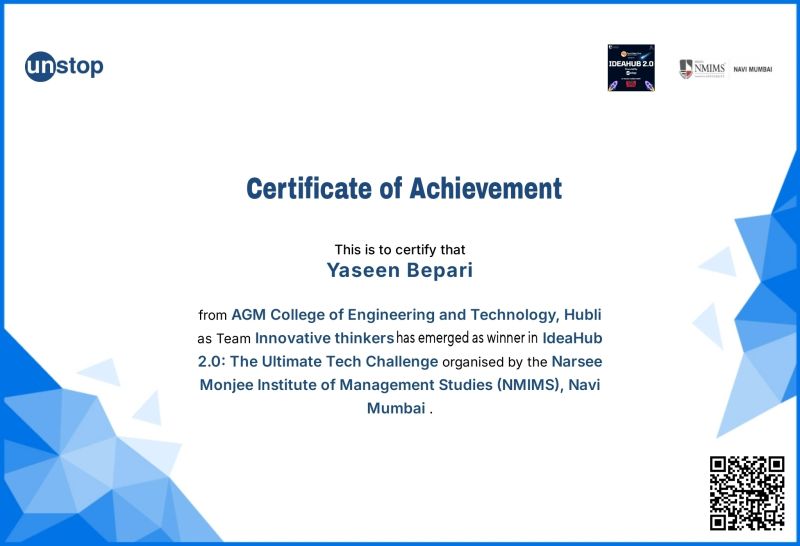 unstop
IDEAHUB 2.0
NMIMS
NAVI MUMBAI
Certificate of Achievement
This is to certify that
Yaseen Bepari
from AGM College of Engineering and Technology, Hubli
as Team Innovative thinkers has emerged as winner in IdeaHub
2.0: The Ultimate Tech Challenge organised by the Narsee
Monjee Institute of Management Studies (NMIMS), Navi
Mumbai .